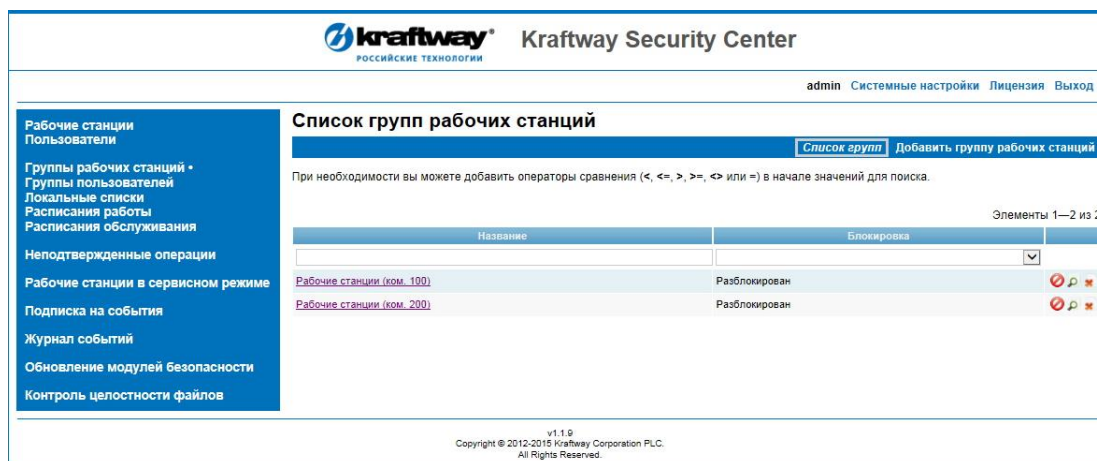 kraftway®
РОССИЙСКИЕ ТЕХНОЛОГИИ
Kraftway Security Center
admin Системные настройки Лицензия Выход
Рабочие станции
Пользователи
Группы рабочих станций •
Группы пользователей
Локальные списки
Расписания работы
Расписания обслуживания
Неподтвержденные операции
Рабочие станции в сервисном режиме
Подписка на события
Журнал событий
Обновление модулей безопасности
Контроль целостности файлов
Список групп рабочих станций
Список групп Добавить группу рабочих станций
При необходимости вы можете добавить операторы сравнения (<, <=, >, >=, <> или =) в начале значений для поиска.
Элементы 1—2 из 2
Название Блокировка
Рабочие станции (ком. 100) Разблокирован
Рабочие станции (ком. 200) Разблокирован
v1.1.9
Copyright © 2012-2015 Kraftway Corporation PLC.
All Rights Reserved.